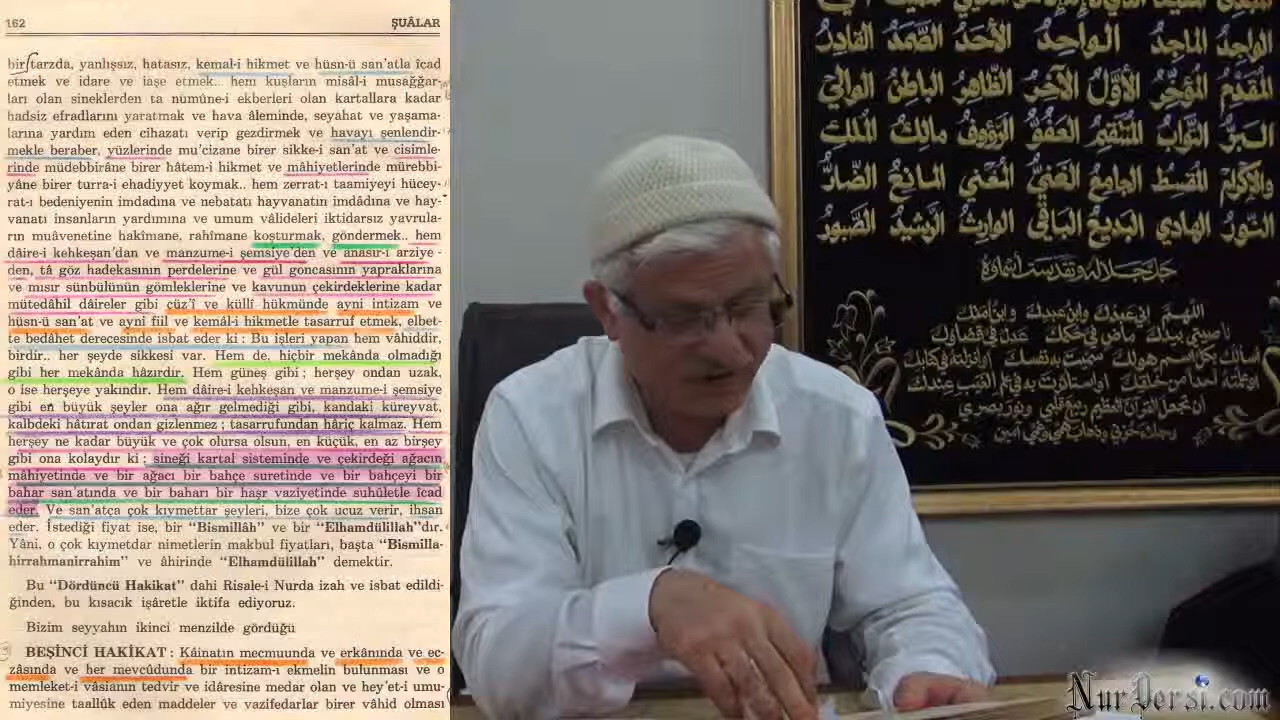 162
ŞUÂLAR
bir tarzda, yanlışsız, hatasız, kemal-i hikmet ve hüsn-ü san'atla îcad
etmek ve idare ve iaşe etmek.. hem kuşların misâl-i musağğar-
ları olan sineklerden ta nümûne-i ekberleri olan kartallara kadar
hadsiz efradlarını yaratmak ve hava âleminde, seyahat ve yaşama-
larına yardım eden cihazatı verip gezdirmek ve havayı şenlendir-
mekle beraber, yüzlerinde mu'cizane birer sikke-i san'at ve cisimle-
rinde müdebbirâne birer hâtem-i hikmet ve mâhiyetlerinde mürebbi-
yâne birer turra-i ehadiyyet koymak.. hem zerrat-ı taamiyeyi hücey-
rat-ı bedeniyenin imdadına ve nebatatı hayvanatın imdâdına ve hay-
vanatı insanların yardımına ve umum vâlideleri iktidarsız yavrula-
rın muâvenetine hakîmane, rahîmane koşturmak, göndermek.. hem
dâire-i kehkeşan'dan ve manzume-i şemsiye'den ve anasır-ı arziye-
den, tâ göz hadekasının perdelerine ve gül goncasının yapraklarına
ve mısır sünbülünün gömleklerine ve kavunun çekirdeklerine kadar
mütedâhil dâireler gibi cüz'î ve küllî hükmünde ayni intizam ve
hüsn-ü san'at ve ayni fiil ve kemâl-i hikmetle tasarruf etmek, elbet-
te bedâhet derecesinde isbat eder ki : Bu işleri yapan hem vâhiddir,
birdir.. her şeyde sikkesi var. Hem de, hiçbir mekânda olmadığı
gibi her mekânda hâzırdır. Hem güneş gibi ; herşey ondan uzak,
o ise herşeye yakındır. Hem dâire-i kehkeşan ve manzume-i şemsiye
gibi en büyük şeyler ona ağır gelmediği gibi, kandaki küreyvat,
kalbdeki hâtırat ondan gizlenmez ; tasarrufundan hâriç kalmaz. Hem
herşey ne kadar büyük ve çok olursa olsun, en küçük, en az birşey
gibi ona kolaydır ki ; sineği kartal sisteminde ve çekirdeği ağacın
mâhiyetinde ve bir ağacı bir bahçe suretinde ve bir bahçeyi bir
bahar san'atında ve bir baharı bir haşr vaziyetinde suhûletle îcad
eder. Ve san'atça çok kıymettar şeyleri, bize çok ucuz verir, ihsan
eder. İstediği fiyat ise, bir "Bismillâh" ve bir "Elhamdülillah"dır.
Yâni, o çok kıymetdar nimetlerin makbul fiyatları, başta "Bismilla-
hirrahmanirrahim" ve âhirinde "Elhamdülillah" demektir.
Bu "Dördüncü Hakikat" dahi Risale-i Nurda izah ve isbat edildi-
ğinden, bu kısacık işâretle iktifa ediyoruz.
Bizim seyyahın ikinci menzilde gördüğü
BEŞİNCİ HAKİKAT : Kâinatın mecmuunda ve erkânında ve ec-
zâsında ve her mevcûdunda bir intizam-ı ekmelin bulunması ve o
memleket-i vâsianın tedvir ve idâresine medar olan ve hey'et-i umu-
miyesine taallûk eden maddeler ve vazifedarlar birer vâhid olması
الواجد الماجد الواحد الأحد الصمد القادر
المقدم المؤخر الأول الآخر الظاهر الباطن الوالي
البر التواب المنتقم العفو الرؤوف مالك الملك
والإكرام المقسط الجامع الغني المغني المانع الضار
النور الهادي البديع الباقي الوارث الرشيد الصبور
NurDersi.com